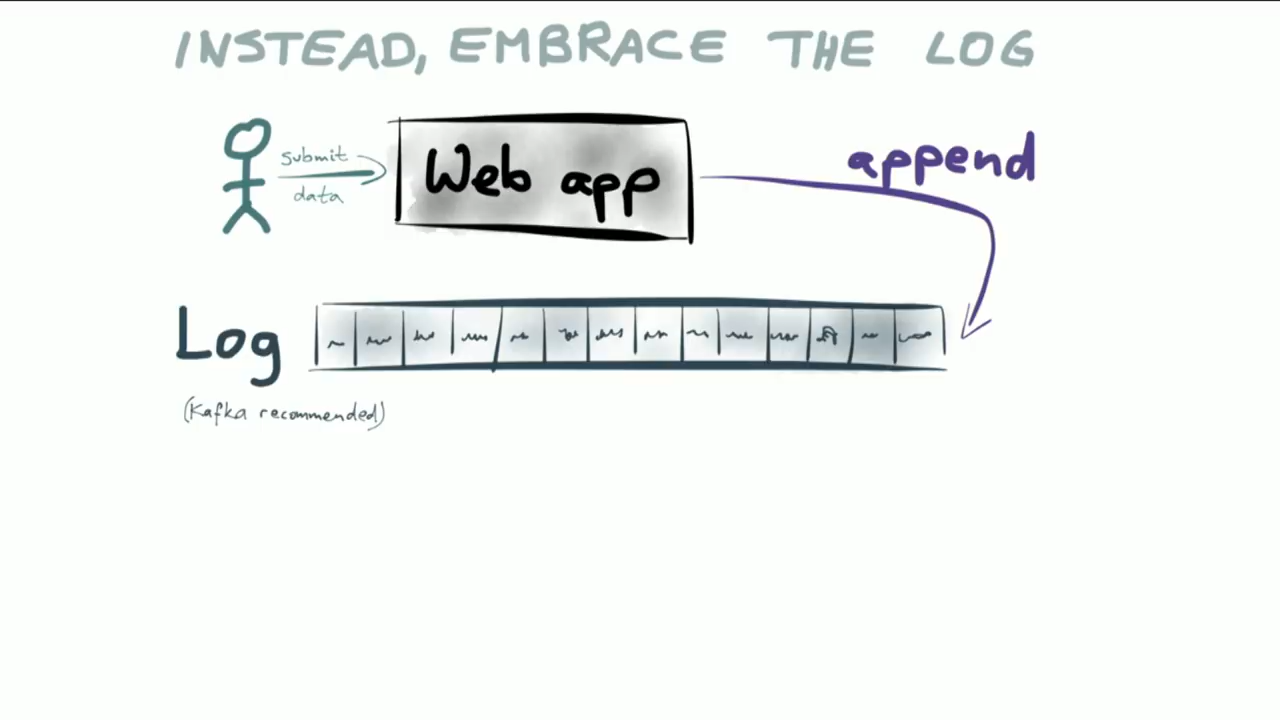 INSTEAD, EMBRACE THE LOG
submit
data
Web app
append
Log
(Kafka recommended)